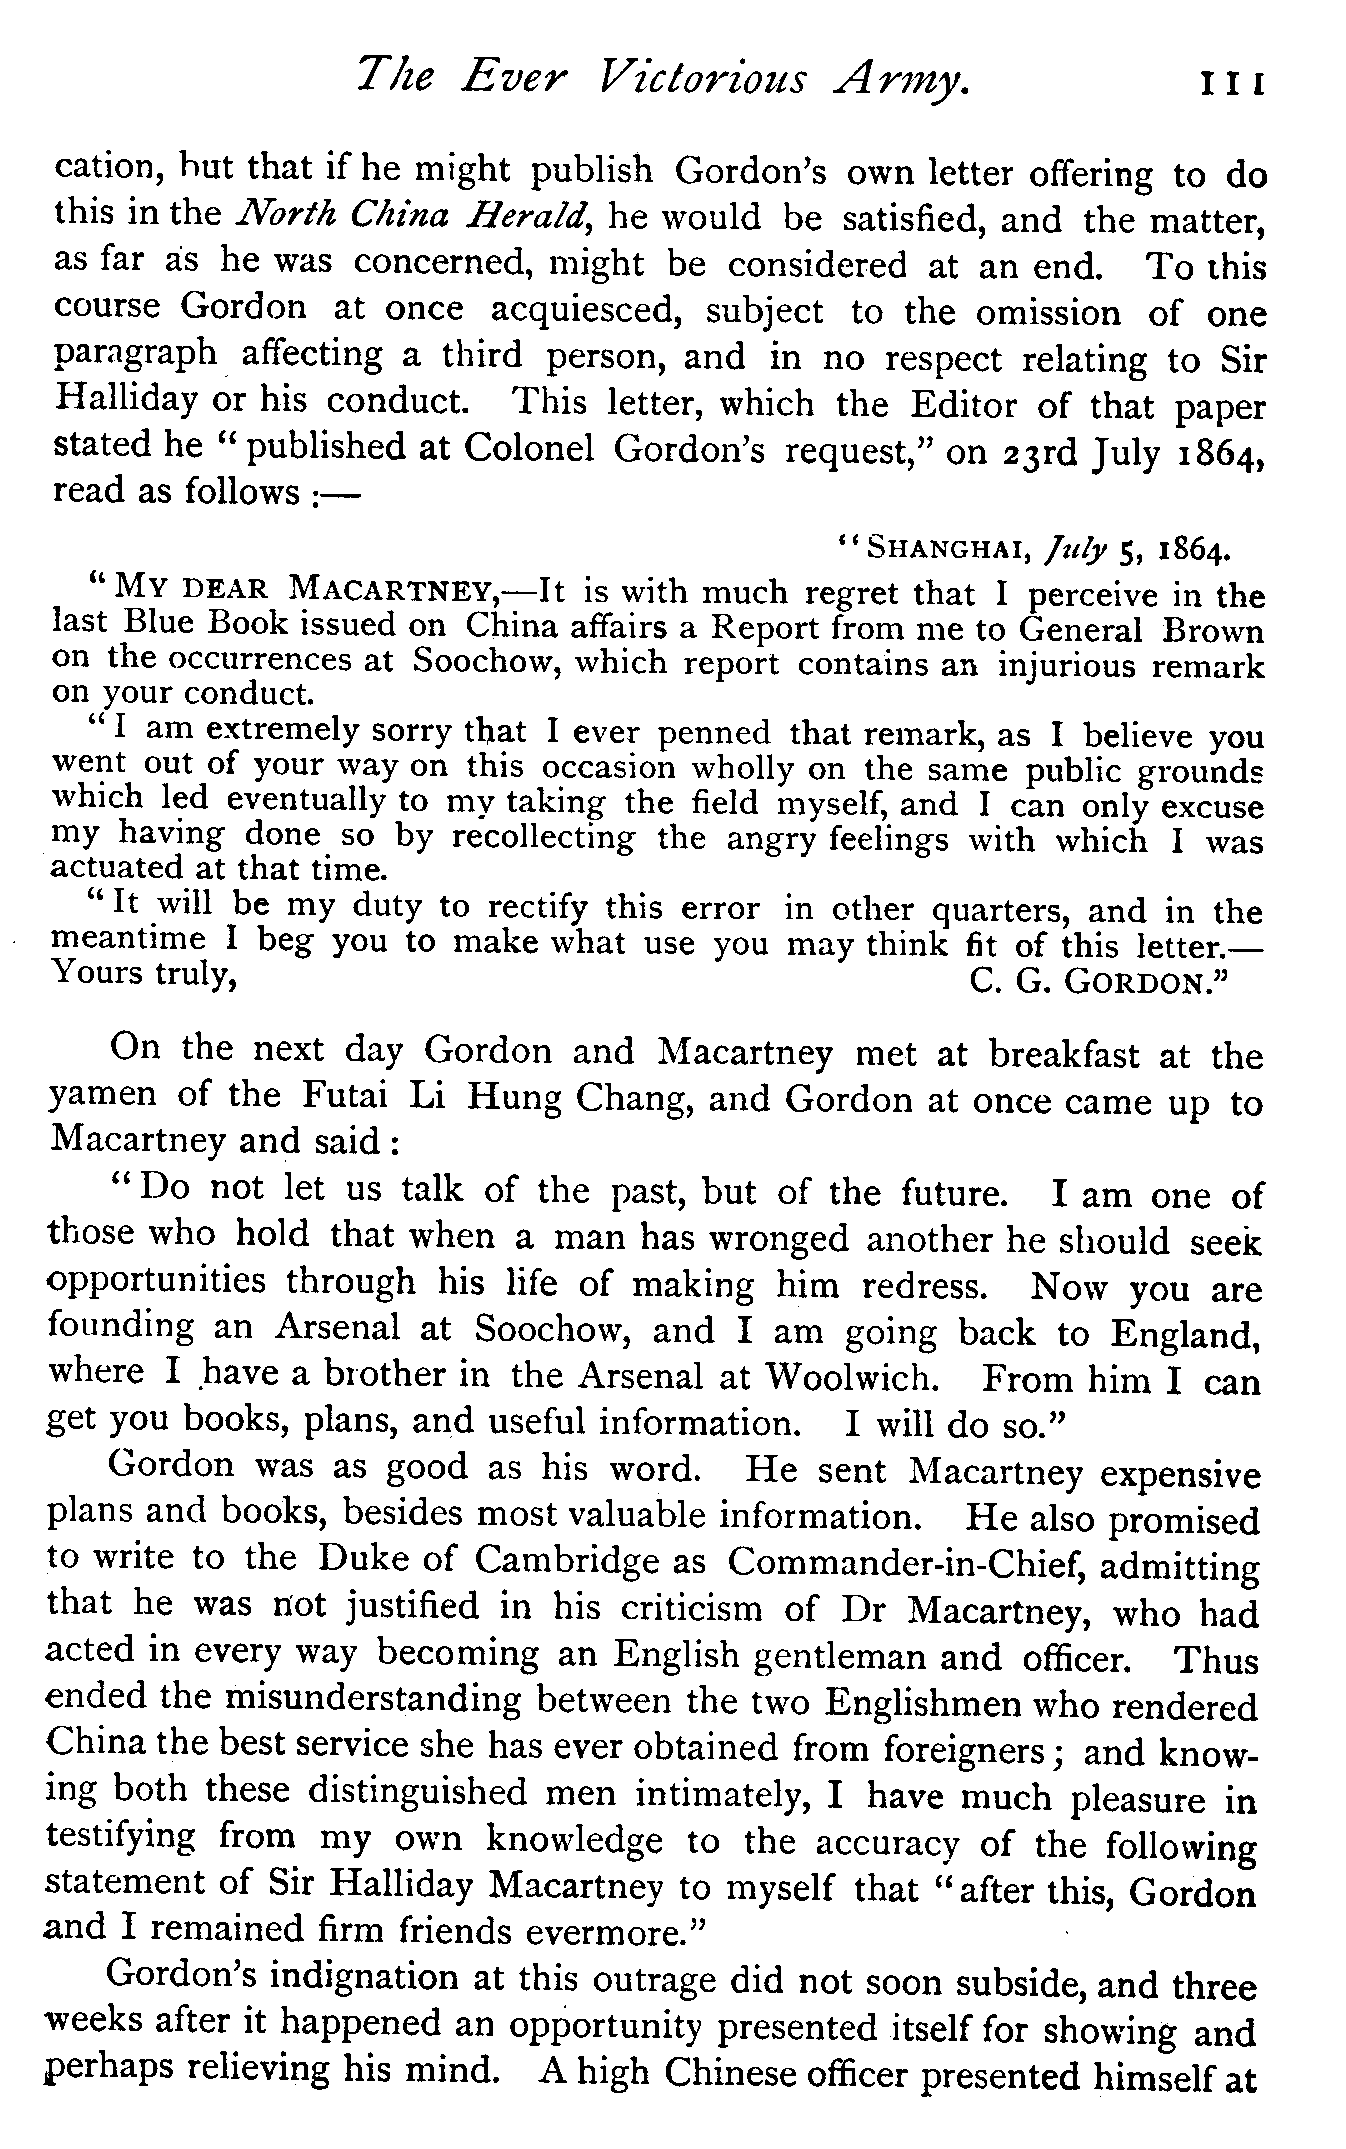 The Ever Victorious Army. 111
cation, but that if he might publish Gordon's own letter offering to do
this in the North China Herald, he would be satisfied, and the matter,
as far as he was concerned, might be considered at an end. To this
course Gordon at once acquiesced, subject to the omission of one
paragraph affecting a third person, and in no respect relating to Sir
Halliday or his conduct. This letter, which the Editor of that paper
stated he “published at Colonel Gordon's request,” on 23rd July 1864,
read as follows :—
“SHANGHAI, July 5, 1864.
“MY DEAR MACARTNEY,—It is with much regret that I perceive in the
last Blue Book issued on China affairs a Report from me to General Brown
on the occurrences at Soochow, which report contains an injurious remark
on your conduct.
“I am extremely sorry that I ever penned that remark, as I believe you
went out of your way on this occasion wholly on the same public grounds
which led eventually to my taking the field myself, and I can only excuse
my having done so by recollecting the angry feelings with which I was
actuated at that time.
“It will be my duty to rectify this error in other quarters, and in the
meantime I beg you to make what use you may think fit of this letter.—
Yours truly, C. G. GORDON.”
On the next day Gordon and Macartney met at breakfast at the
yamen of the Futai Li Hung Chang, and Gordon at once came up to
Macartney and said :
“Do not let us talk of the past, but of the future. I am one of
those who hold that when a man has wronged another he should seek
opportunities through his life of making him redress. Now you are
founding an Arsenal at Soochow, and I am going back to England,
where I have a brother in the Arsenal at Woolwich. From him I can
get you books, plans, and useful information. I will do so.”
Gordon was as good as his word. He sent Macartney expensive
plans and books, besides most valuable information. He also promised
to write to the Duke of Cambridge as Commander-in-Chief, admitting
that he was not justified in his criticism of Dr Macartney, who had
acted in every way becoming an English gentleman and officer. Thus
ended the misunderstanding between the two Englishmen who rendered
China the best service she has ever obtained from foreigners ; and know-
ing both these distinguished men intimately, I have much pleasure in
testifying from my own knowledge to the accuracy of the following
statement of Sir Halliday Macartney to myself that “after this, Gordon
and I remained firm friends evermore.”
Gordon's indignation at this outrage did not soon subside, and three
weeks after it happened an opportunity presented itself for showing and
perhaps relieving his mind. A high Chinese officer presented himself at